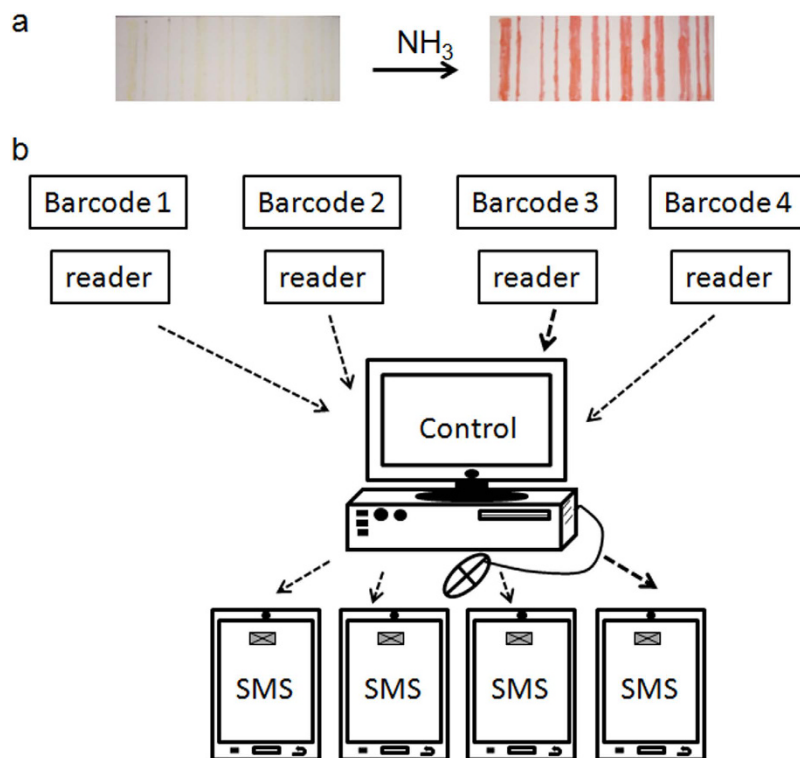 a
NH3
b
Barcode 1
Barcode 2
Barcode 3
Barcode 4
reader
reader
reader
reader
Control
SMS
SMS
SMS
SMS